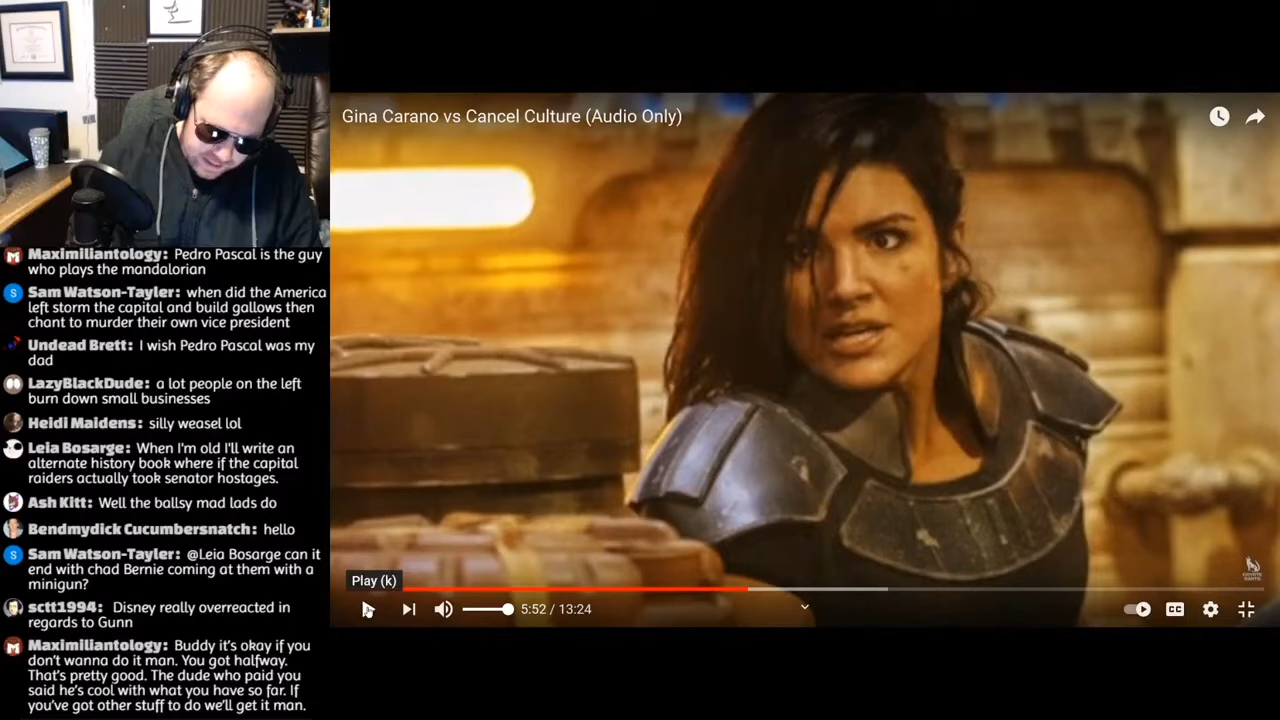 Gina Carano vs Cancel Culture (Audio Only)
Maximiliantology: Pedro Pascal is the guy
who plays the mandalorian
Sam Watson-Tayler: when did the America
left storm the capital and build gallows then
chant to murder their own vice president
Undead Brett: I wish Pedro Pascal was my
dad
LazyBlackDude: a lot people on the left
burn down small businesses
Heidi Maidens: silly weasel lol
Leia Bosarge: When I'm old I'll write an
alternate history book where if the capital
raiders actually took senator hostages.
Ash Kitt: Well the ballsy mad lads do
Bendmydick Cucumbersnatch: hello
S
Sam Watson-Tayler: @Leia Bosarge can it
end with chad Bernie coming at them with a
minigun?
sctt1994: Disney really overreacted in
regards to Gunn
Maximiliantology: Buddy it's okay if you
don't wanna do it man. You got halfway.
That's pretty good. The dude who paid you
said he's cool with what you have so far. If
you've got other stuff to do we'll get it man.
Play (k)
5:52 / 13:24
CC